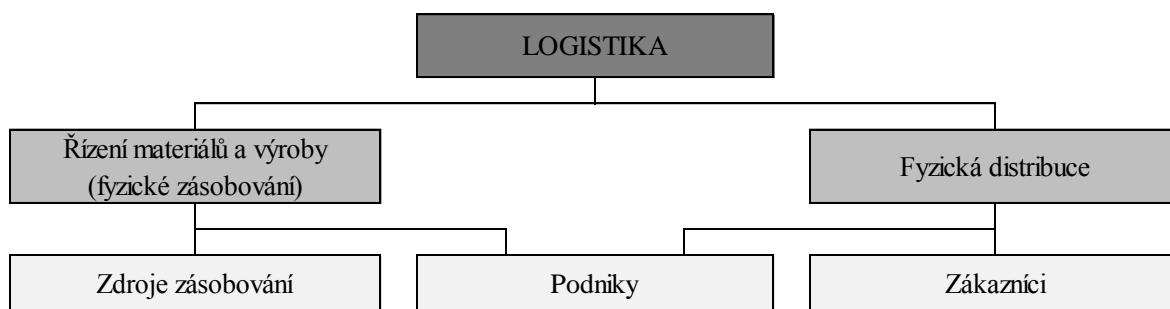 LOGISTIKA
Řízení materiálů a výroby
(fyzické zásobování)
Fyzická distribuce
Zdroje zásobování
Podniky
Zákazníci